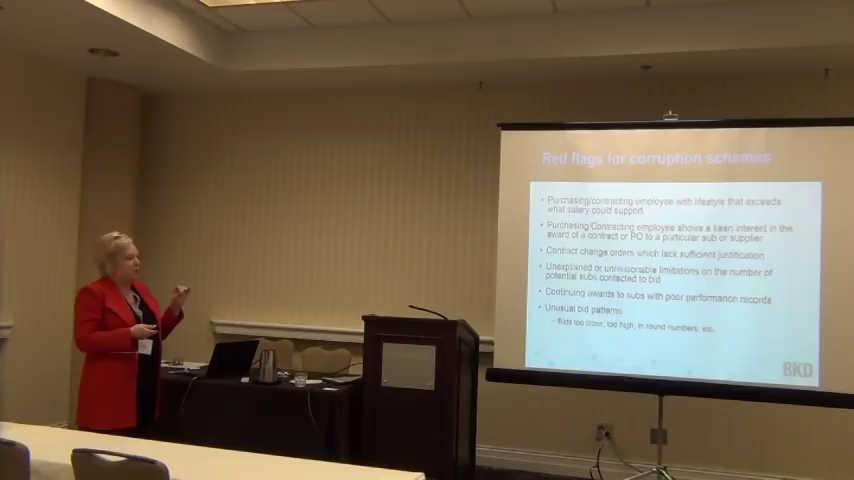 Red flags for corruption schemes
• Purchasing/contracting employee with lifestyle that exceeds
what salary could support
• Purchasing/Contracting employee shows a keen interest in the
award of a contract or PO to a particular sub or supplier
• Contract change orders which lack sufficient justification
• Unexplained or unreasonable limitations on the number of
potential subs contacted to bid
• Continuing awards to subs with poor performance records
• Unusual bid patterns
– Bids too close, too high, in round numbers, etc.
BKD